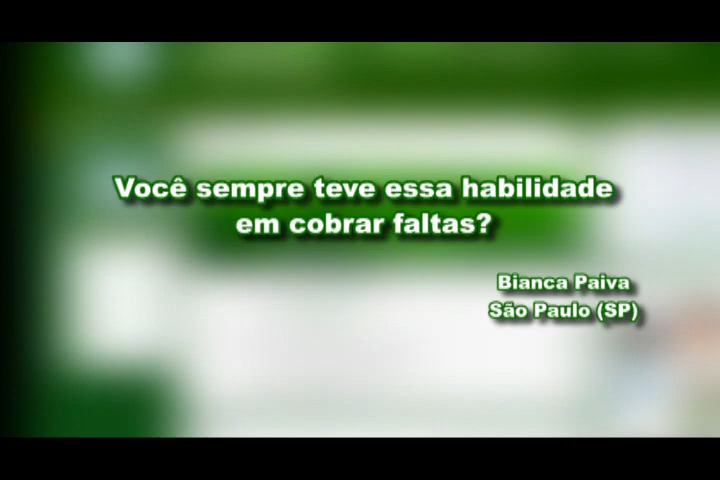 Você sempre teve essa habilidade
em cobrar faltas?
Bianca Paiva
São Paulo (SP)